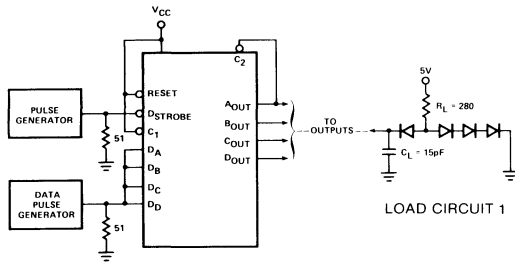 VCC
C2
5V
RESET
PULSE
GENERATOR
DSTROBE
C1
51
DA
DB
DC
DD
DATA
PULSE
GENERATOR
51
AOUT
BOUT
COUT
DOUT
TO
OUTPUTS
RL = 280
CL = 15pF
LOAD CIRCUIT 1